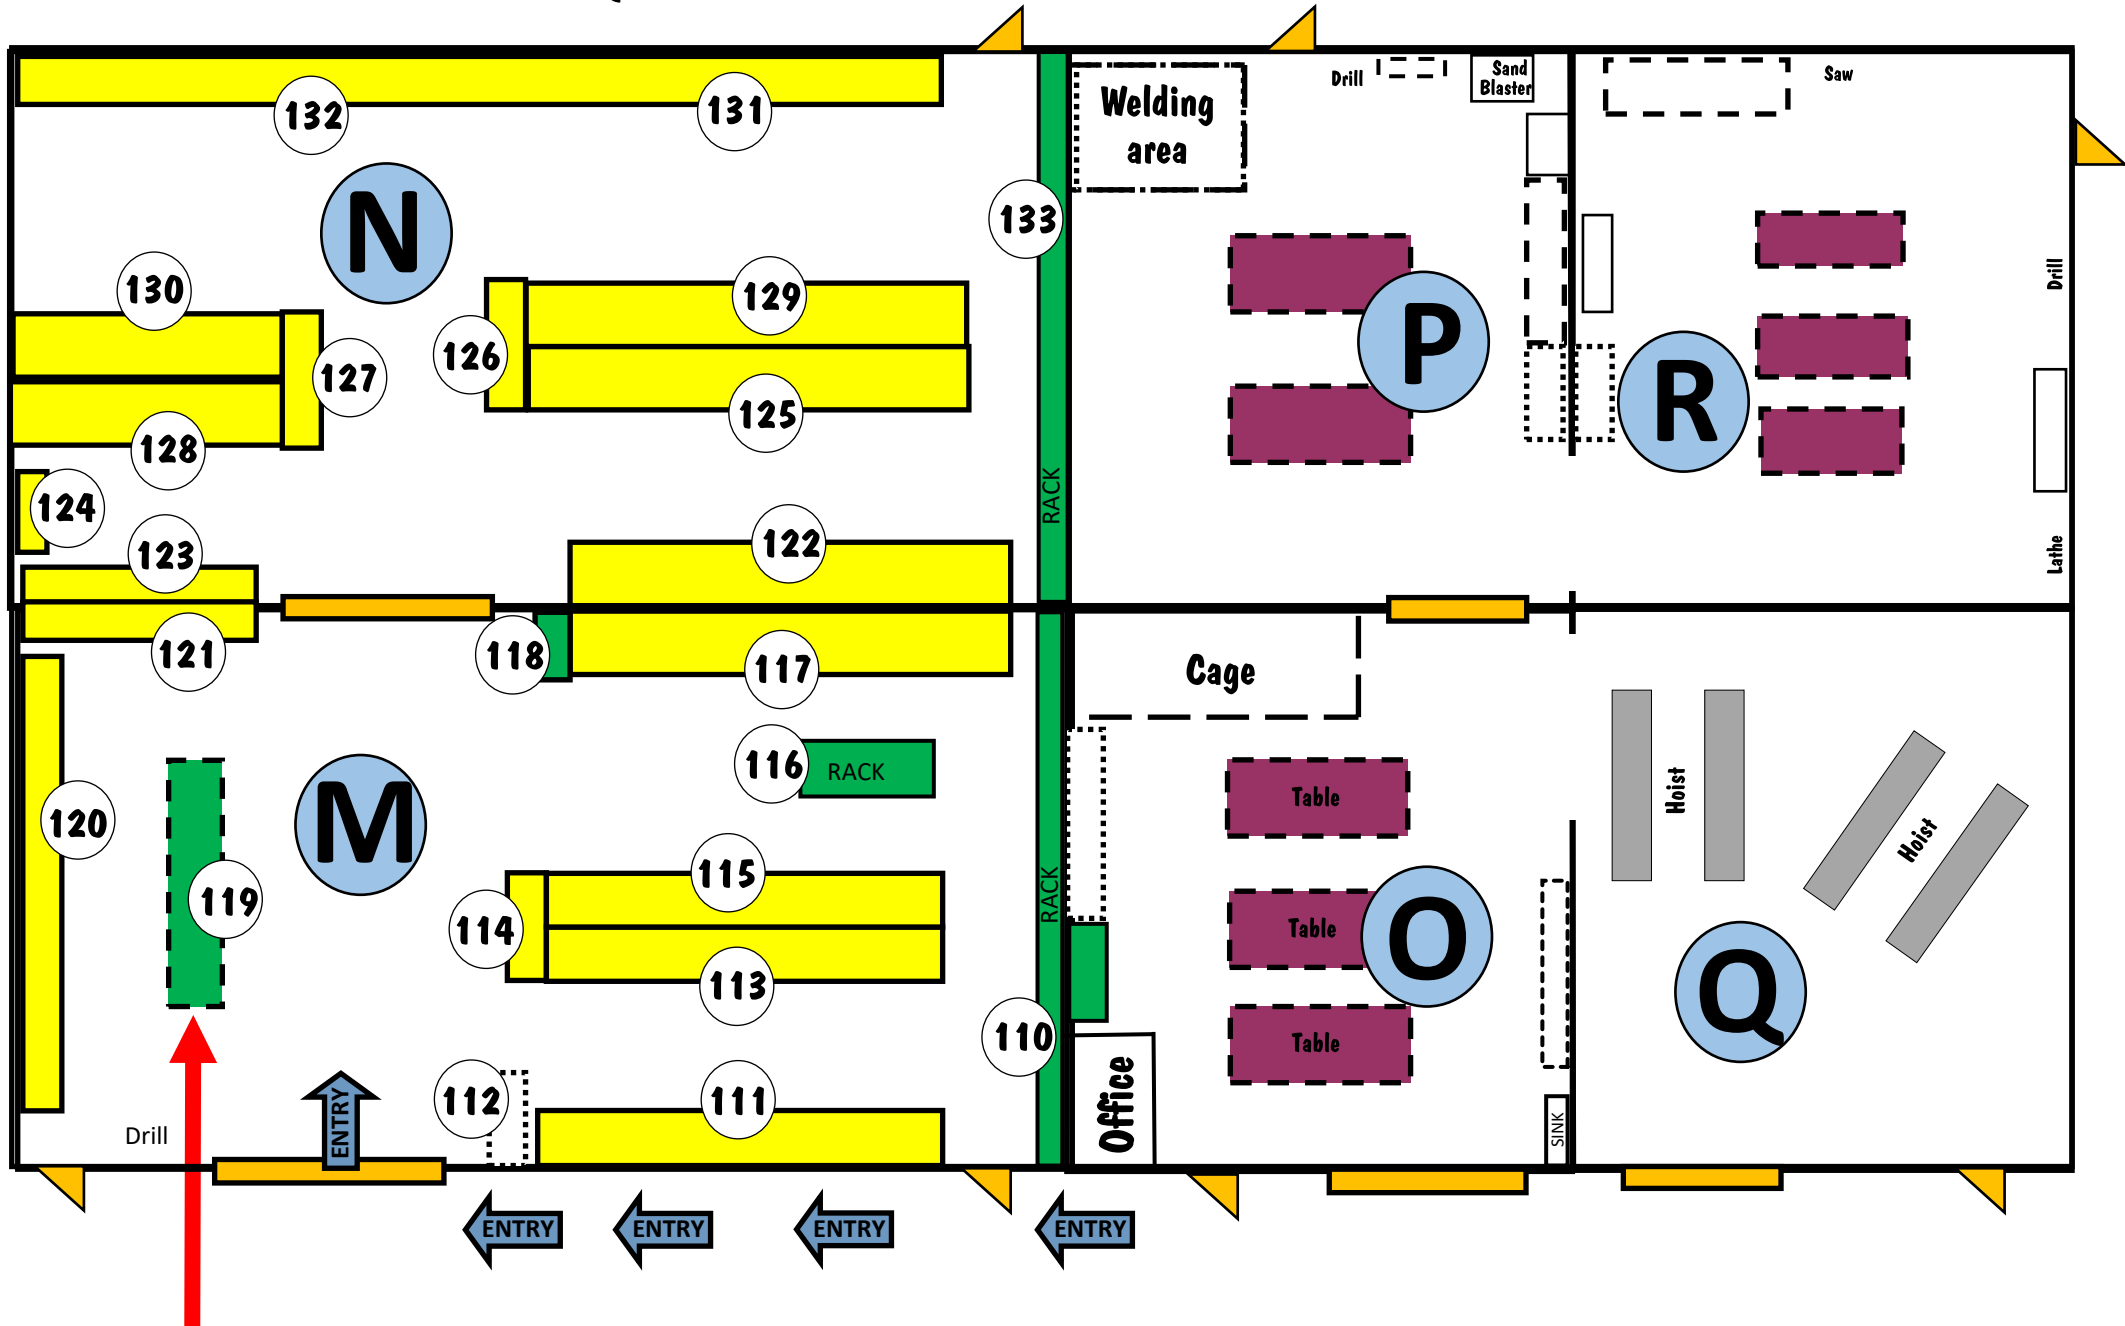 132
131
Welding
area
Drill
Sand
Blaster
Saw
N
133
130
129
Drill
126
127
P
R
125
128
124
RACK
123
122
Lathe
121
118
117
Cage
116
RACK
Hoist
Table
120
M
Hoist
115
119
RACK
114
Table
O
113
Q
110
Table
112
111
Office
ENTRY
Drill
SINK
ENTRY
ENTRY
ENTRY
ENTRY